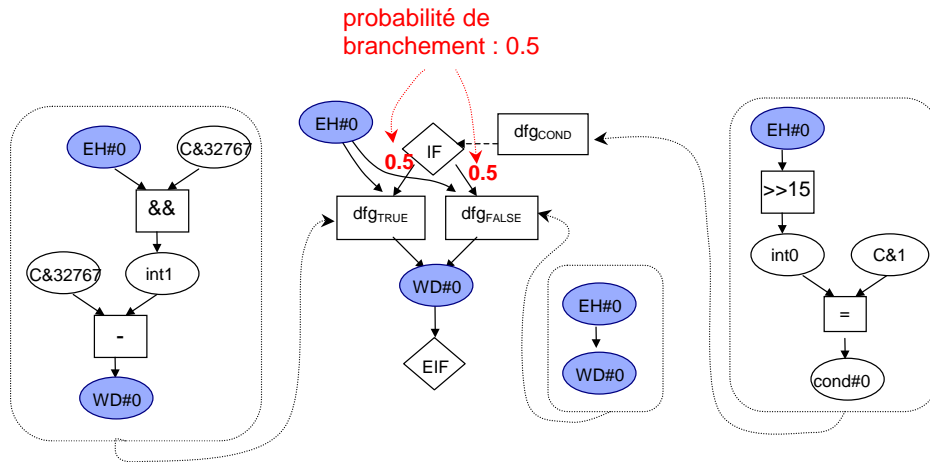 probabilité de
branchement : 0.5
EH#0
C&32767
&&
C&32767
int1
-
WD#0
EH#0
IF
dfgCOND
0.5
0.5
dfgTRUE
dfgFALSE
WD#0
EIF
EH#0
WD#0
EH#0
>>15
int0
C&1
=
cond#0